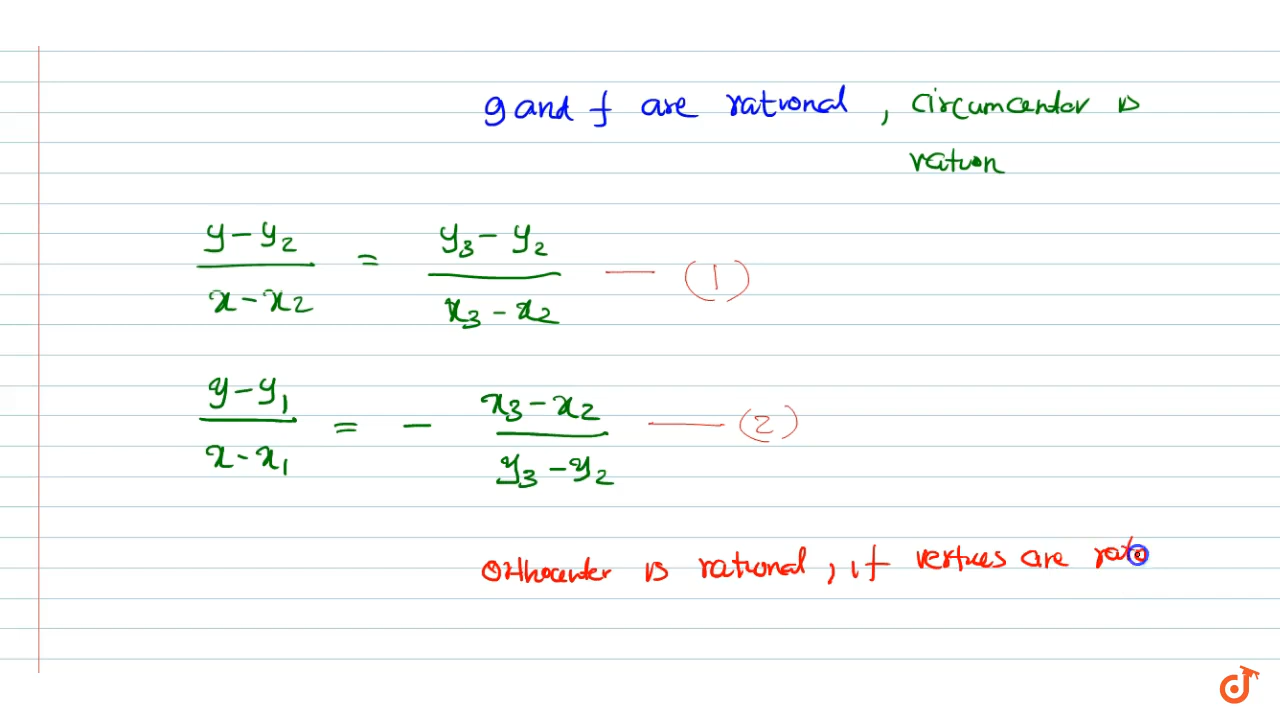 g and f are rational , circumcenter is
ration
y-y2/x-x2 = y3-y2/x3-x2 — (1)
y-y1/x-x1 = - x3-x2/y3-y2 — (2)
Orthocenter is rational, if vertices are ratio